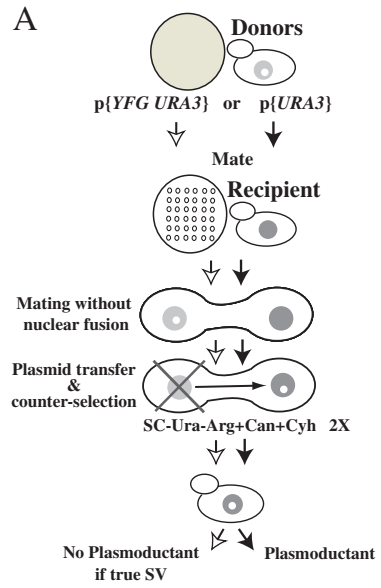 A
Donors
p{YFG URA3} or p{URA3}
Mate
Recipient
Mating without
nuclear fusion
Plasmid transfer
&
counter-selection
SC-Ura-Arg+Can+Cyh 2X
No Plasmoductant
if true SV
Plasmoductant